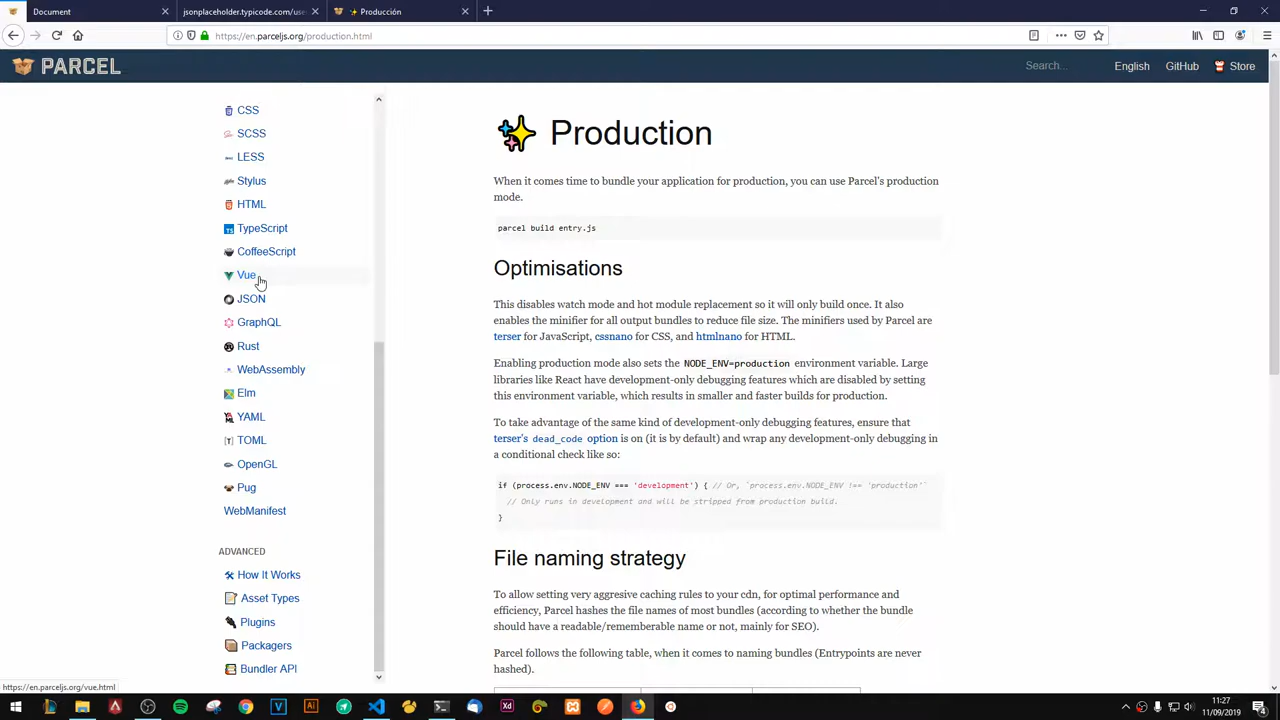 Document
jsonplaceholder.typicode.com/use
✨ Producción
https://en.parceljs.org/production.html
PARCEL
Search...
English
GitHub
Store
CSS
SCSS
LESS
Stylus
HTML
TypeScript
CoffeeScript
Vue
JSON
GraphQL
Rust
WebAssembly
Elm
YAML
TOML
OpenGL
Pug
WebManifest
ADVANCED
How It Works
Asset Types
Plugins
Packagers
Bundler API
✨ Production
When it comes time to bundle your application for production, you can use Parcel's production
mode.
parcel build entry.js
Optimisations
This disables watch mode and hot module replacement so it will only build once. It also
enables the minifier for all output bundles to reduce file size. The minifiers used by Parcel are
terser for JavaScript, cssnano for CSS, and htmlnano for HTML.
Enabling production mode also sets the NODE_ENV=production environment variable. Large
libraries like React have development-only debugging features which are disabled by setting
this environment variable, which results in smaller and faster builds for production.
To take advantage of the same kind of development-only debugging features, ensure that
terser's dead_code option is on (it is by default) and wrap any development-only debugging in
a conditional check like so:
if (process.env.NODE_ENV === 'development') { // Or, `process.env.NODE_ENV !== 'production'`
// Only runs in development and will be stripped from production build.
}
File naming strategy
To allow setting very aggresive caching rules to your cdn, for optimal performance and
efficiency, Parcel hashes the file names of most bundles (according to whether the bundle
should have a readable/rememberable name or not, mainly for SEO).
Parcel follows the following table, when it comes to naming bundles (Entrypoints are never
hashed).
https://en.parceljs.org/vue.html
11:27
11/09/2019